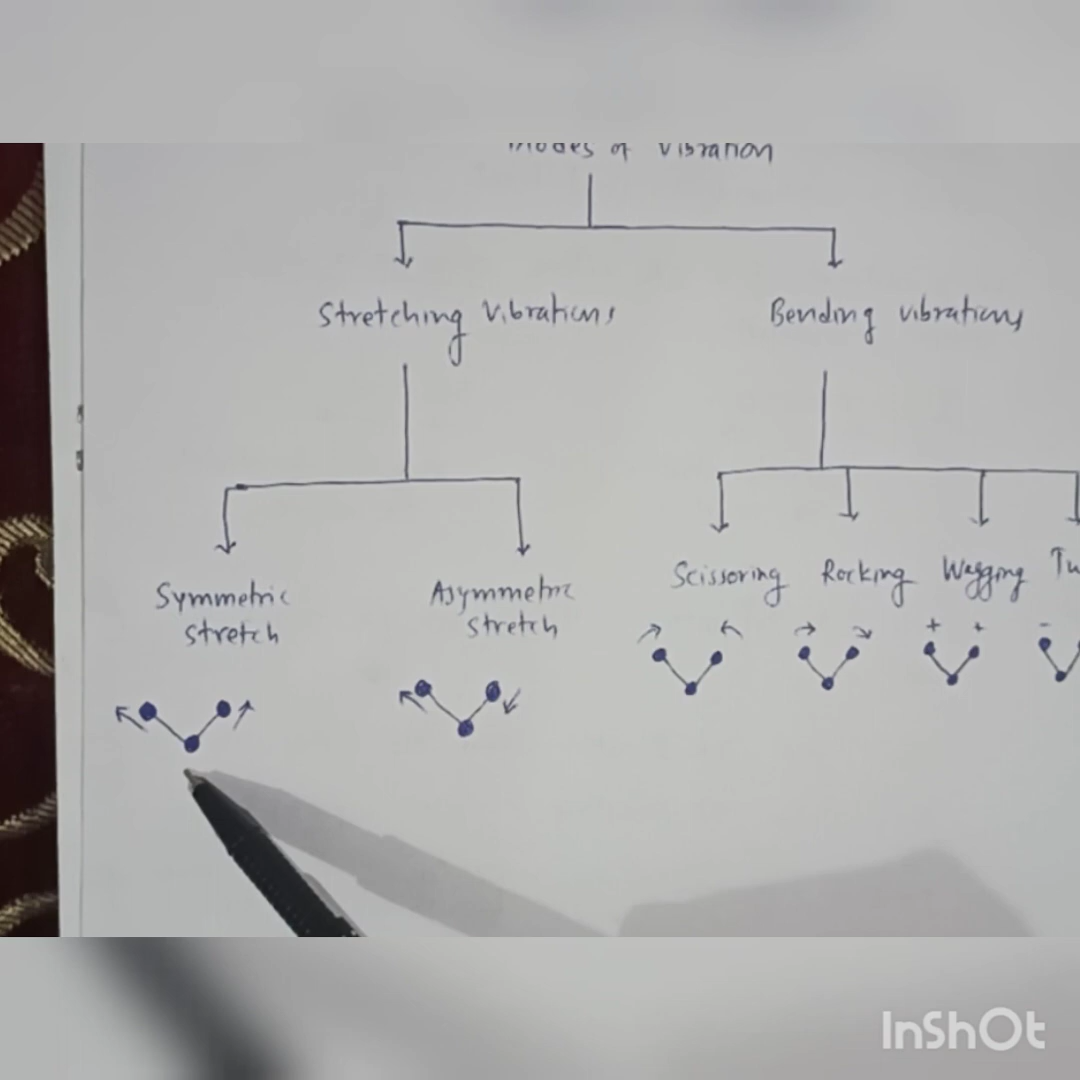 modes of vibration
Stretching vibrations
Bending vibrations
Symmetric
stretch
Asymmetric
stretch
Scissoring
Rocking
Wagging
+ +
-
InShOt